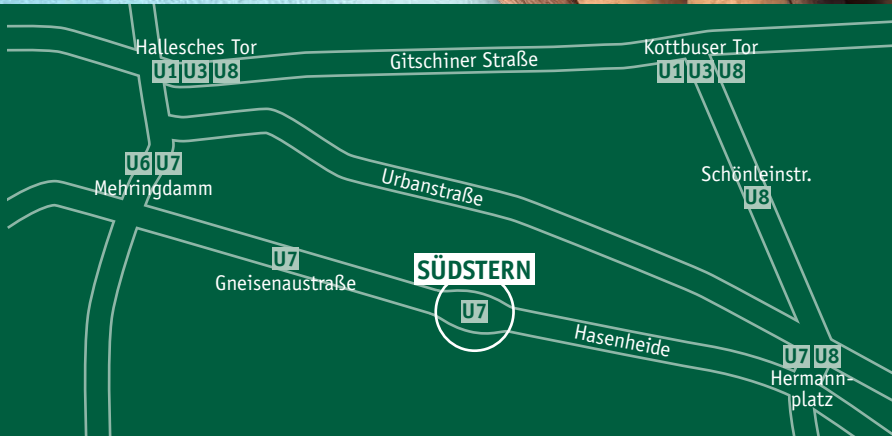 Hallesches Tor
U1 U3 U8
Gitschiner Straße
Kottbuser Tor
U1 U3 U8
U6 U7
Mehringdamm
Urbanstraße
Schönleinstr.
U8
U7
Gneisenaustraße
SÜDSTERN
U7
Hasenheide
U7 U8
Hermann-
platz